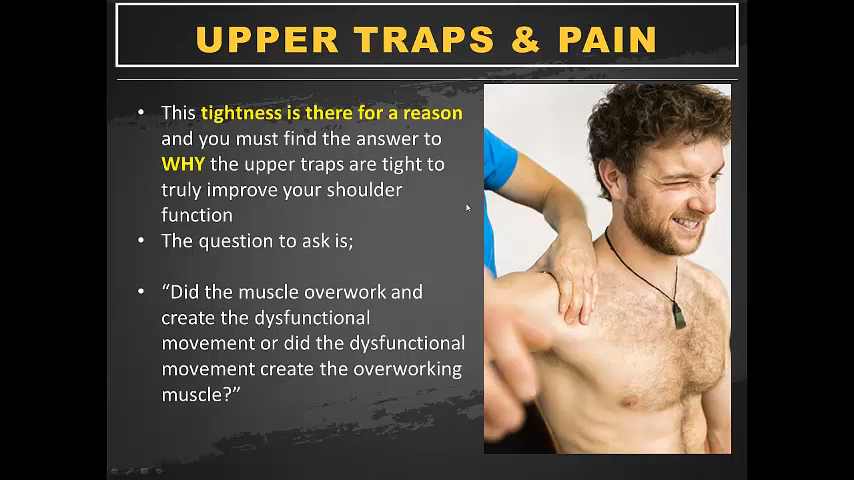 UPPER TRAPS & PAIN
• This tightness is there for a reason
and you must find the answer to
WHY the upper traps are tight to
truly improve your shoulder
function
• The question to ask is;
• “Did the muscle overwork and
create the dysfunctional
movement or did the dysfunctional
movement create the overworking
muscle?”